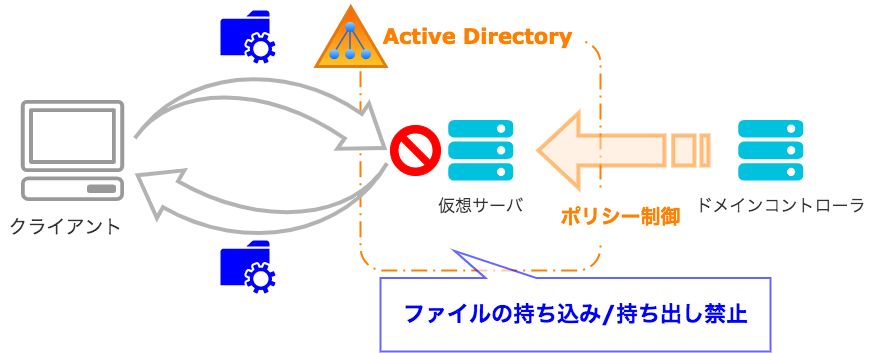 Active Directory
クライアント
仮想サーバ
ポリシー制御
ドメインコントローラ
ファイルの持ち込み/持ち出し禁止